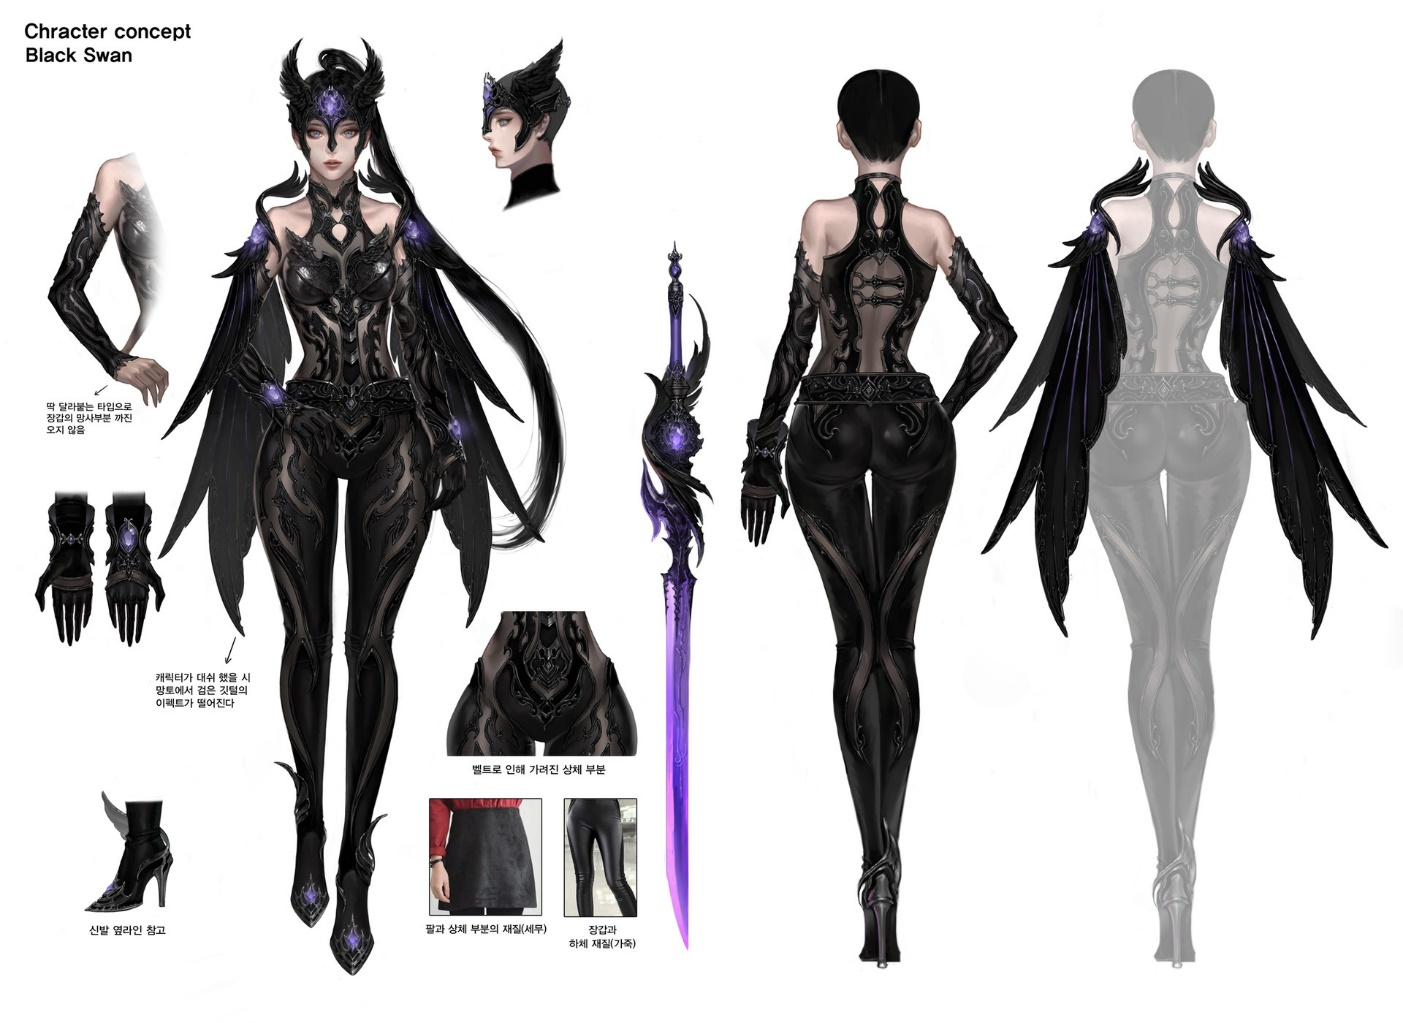 Chracter concept
Black Swan
딱 달라붙는 타입으로
장갑의 망사부분 까진
오지 않음
캐릭터가 대쉬 했을 시
망토에서 검은 깃털의
이펙트가 떨어진다
벨트로 인해 가려진 상체 부분
신발 옆라인 참고
팔과 상체 부분의 재질(세무)
장갑과
하체 재질(가죽)